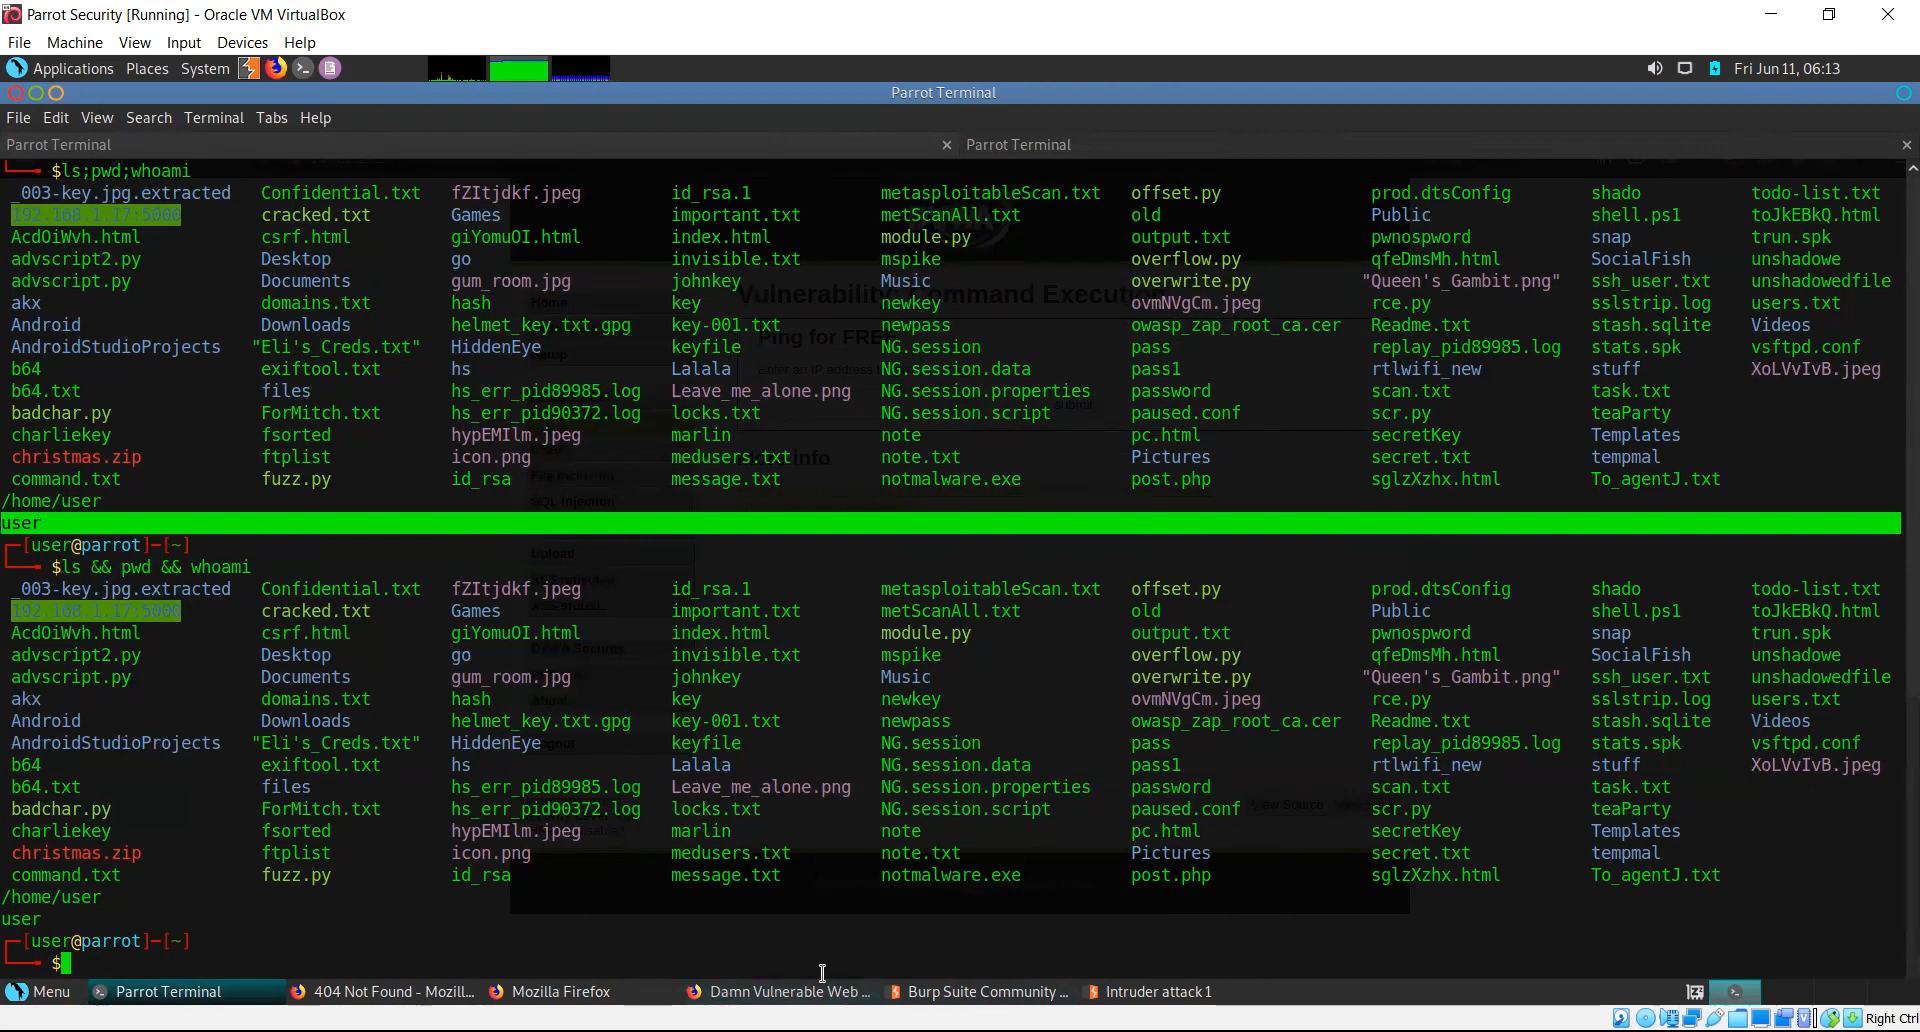 Parrot Security [Running] - Oracle VM VirtualBox
File Machine View Input Devices Help
Applications Places System Fri Jun 11, 06:13
Parrot Terminal
File Edit View Search Terminal Tabs Help
Parrot Terminal Parrot Terminal
$ls;pwd;whoami
_003-key.jpg.extracted Confidential.txt fZItjdkf.jpeg id_rsa.1 metasploitableScan.txt offset.py prod.dtsConfig shado todo-list.txt
192.168.1.17:5000 cracked.txt Games important.txt metScanAll.txt old Public shell.ps1 toJkEBkQ.html
AcdOiWvh.html csrf.html giYomuOI.html index.html module.py output.txt pwnospword snap trun.spk
advscript2.py Desktop go invisible.txt mspike overflow.py qfeDmsMh.html SocialFish unshadowe
advscript.py Documents gum_room.jpg johnkey Music overwrite.py "Queen's_Gambit.png" ssh_user.txt unshadowedfile
akx domains.txt hash key newkey ovmNVgCm.jpeg rce.py sslstrip.log users.txt
Android Downloads helmet_key.txt.gpg key-001.txt newpass owasp_zap_root_ca.cer Readme.txt stash.sqlite Videos
AndroidStudioProjects "Eli's_Creds.txt" HiddenEye keyfile NG.session pass replay_pid89985.log stats.spk vsftpd.conf
b64 exiftool.txt hs Lalala NG.session.data pass1 rtlwifi_new stuff XoLVvIvB.jpeg
b64.txt files hs_err_pid89985.log Leave_me_alone.png NG.session.properties password scan.txt task.txt
badchar.py ForMitch.txt hs_err_pid90372.log locks.txt NG.session.script paused.conf scr.py teaParty
charliekey fsorted hypEMIlm.jpeg marlin note pc.html secretKey Templates
christmas.zip ftplist icon.png medusers.txt note.txt Pictures secret.txt tempmal
command.txt fuzz.py id_rsa message.txt notmalware.exe post.php sglzXzhx.html To_agentJ.txt
/home/user
user
[user@parrot]─[~]
$ls && pwd && whoami
_003-key.jpg.extracted Confidential.txt fZItjdkf.jpeg id_rsa.1 metasploitableScan.txt offset.py prod.dtsConfig shado todo-list.txt
192.168.1.17:5000 cracked.txt Games important.txt metScanAll.txt old Public shell.ps1 toJkEBkQ.html
AcdOiWvh.html csrf.html giYomuOI.html index.html module.py output.txt pwnospword snap trun.spk
advscript2.py Desktop go invisible.txt mspike overflow.py qfeDmsMh.html SocialFish unshadowe
advscript.py Documents gum_room.jpg johnkey Music overwrite.py "Queen's_Gambit.png" ssh_user.txt unshadowedfile
akx domains.txt hash key newkey ovmNVgCm.jpeg rce.py sslstrip.log users.txt
Android Downloads helmet_key.txt.gpg key-001.txt newpass owasp_zap_root_ca.cer Readme.txt stash.sqlite Videos
AndroidStudioProjects "Eli's_Creds.txt" HiddenEye keyfile NG.session pass replay_pid89985.log stats.spk vsftpd.conf
b64 exiftool.txt hs Lalala NG.session.data pass1 rtlwifi_new stuff XoLVvIvB.jpeg
b64.txt files hs_err_pid89985.log Leave_me_alone.png NG.session.properties password scan.txt task.txt
badchar.py ForMitch.txt hs_err_pid90372.log locks.txt NG.session.script paused.conf scr.py teaParty
charliekey fsorted hypEMIlm.jpeg marlin note pc.html secretKey Templates
christmas.zip ftplist icon.png medusers.txt note.txt Pictures secret.txt tempmal
command.txt fuzz.py id_rsa message.txt notmalware.exe post.php sglzXzhx.html To_agentJ.txt
/home/user
user
[user@parrot]─[~]
$
Menu Parrot Terminal 404 Not Found - Mozill... Mozilla Firefox Damn Vulnerable Web ... Burp Suite Community ... Intruder attack 1
Right Ctrl